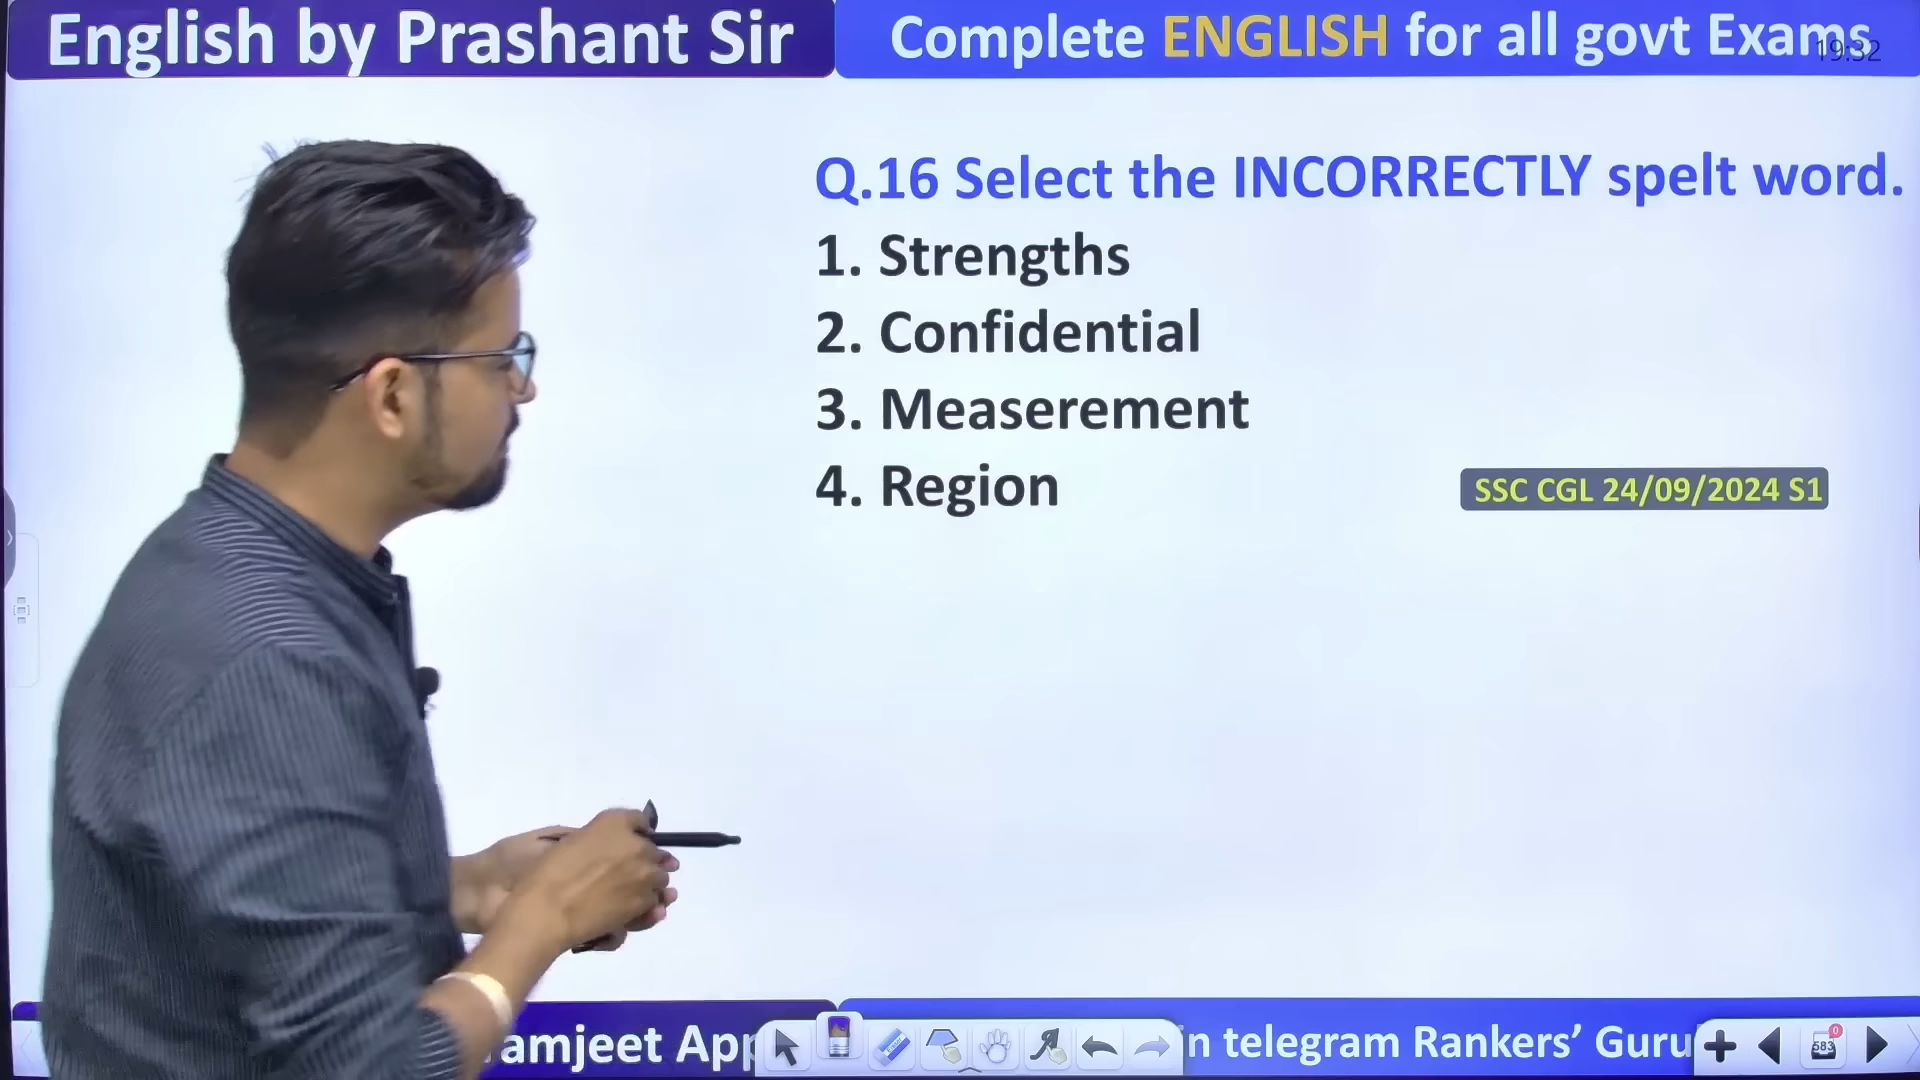 English by Prashant Sir
Complete ENGLISH for all govt Exams
19:32
Q.16 Select the INCORRECTLY spelt word.
1. Strengths
2. Confidential
3. Measerement
4. Region
SSC CGL 24/09/2024 S1
amjeet App
n telegram Rankers’ Guru
0
583